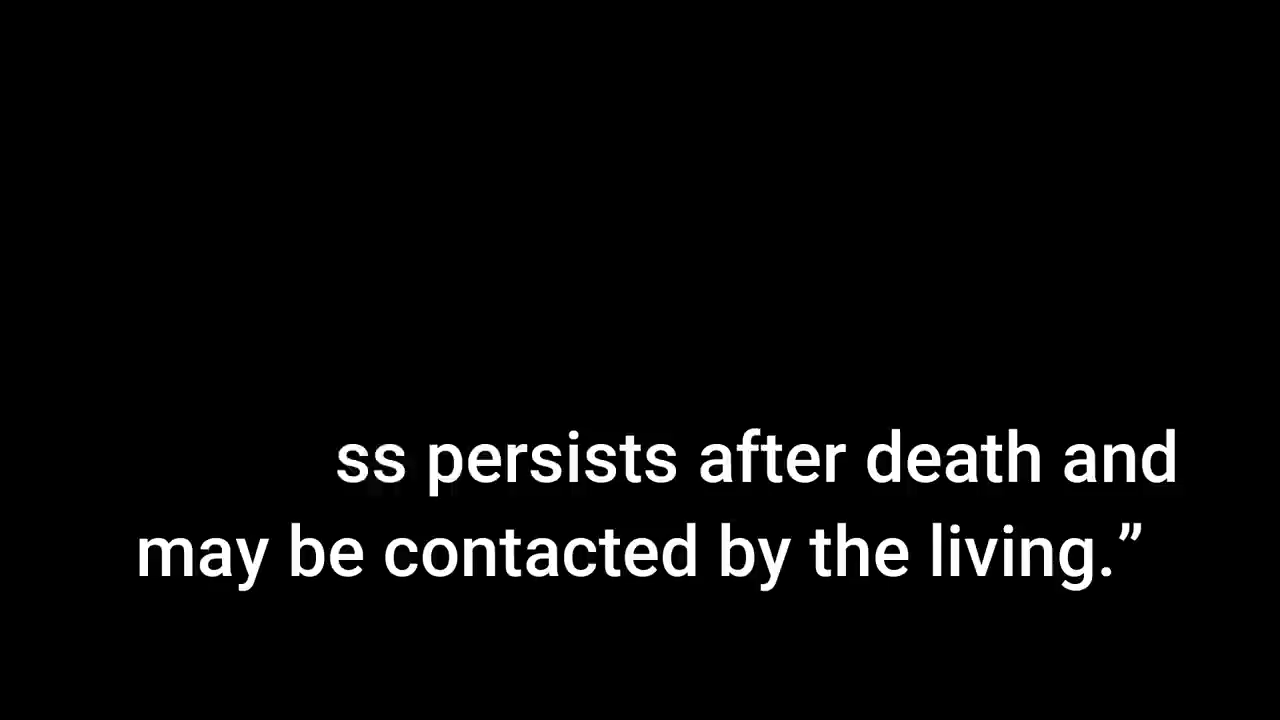 ss persists after death and
may be contacted by the living.”